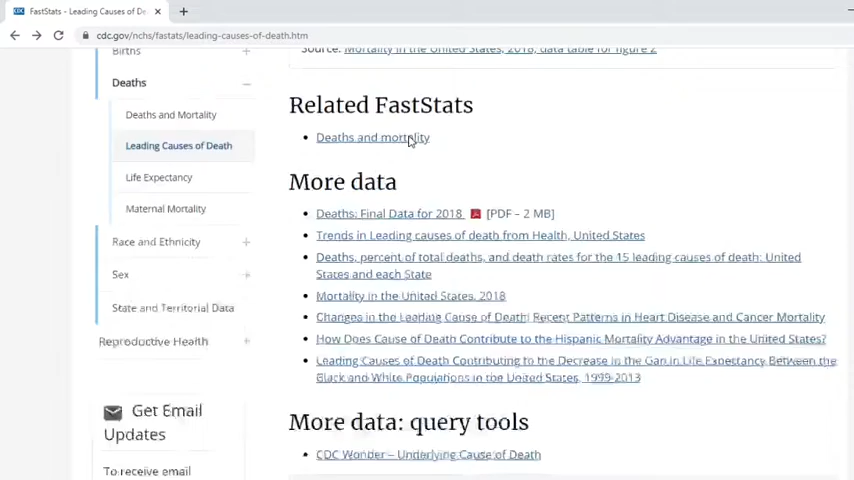 CDC FastStats - Leading Causes of De
cdc.gov/nchs/fastats/leading-causes-of-death.htm
Births
Source: Mortality in the United States, 2018, data table for figure 2
Deaths
Deaths and Mortality
Leading Causes of Death
Life Expectancy
Maternal Mortality
Race and Ethnicity
Sex
State and Territorial Data
Reproductive Health
Get Email
Updates
To receive email
Related FastStats
Deaths and mortality
More data
Deaths: Final Data for 2018 [PDF – 2 MB]
Trends in Leading causes of death from Health, United States
Deaths, percent of total deaths, and death rates for the 15 leading causes of death: United
States and each State
Mortality in the United States, 2018
Changes in the Leading Cause of Death: Recent Patterns in Heart Disease and Cancer Mortality
How Does Cause of Death Contribute to the Hispanic Mortality Advantage in the United States?
Leading Causes of Death Contributing to the Decrease in the Gap in Life Expectancy Between the
Black and White Populations in the United States, 1999-2013
More data: query tools
CDC Wonder – Underlying Cause of Death